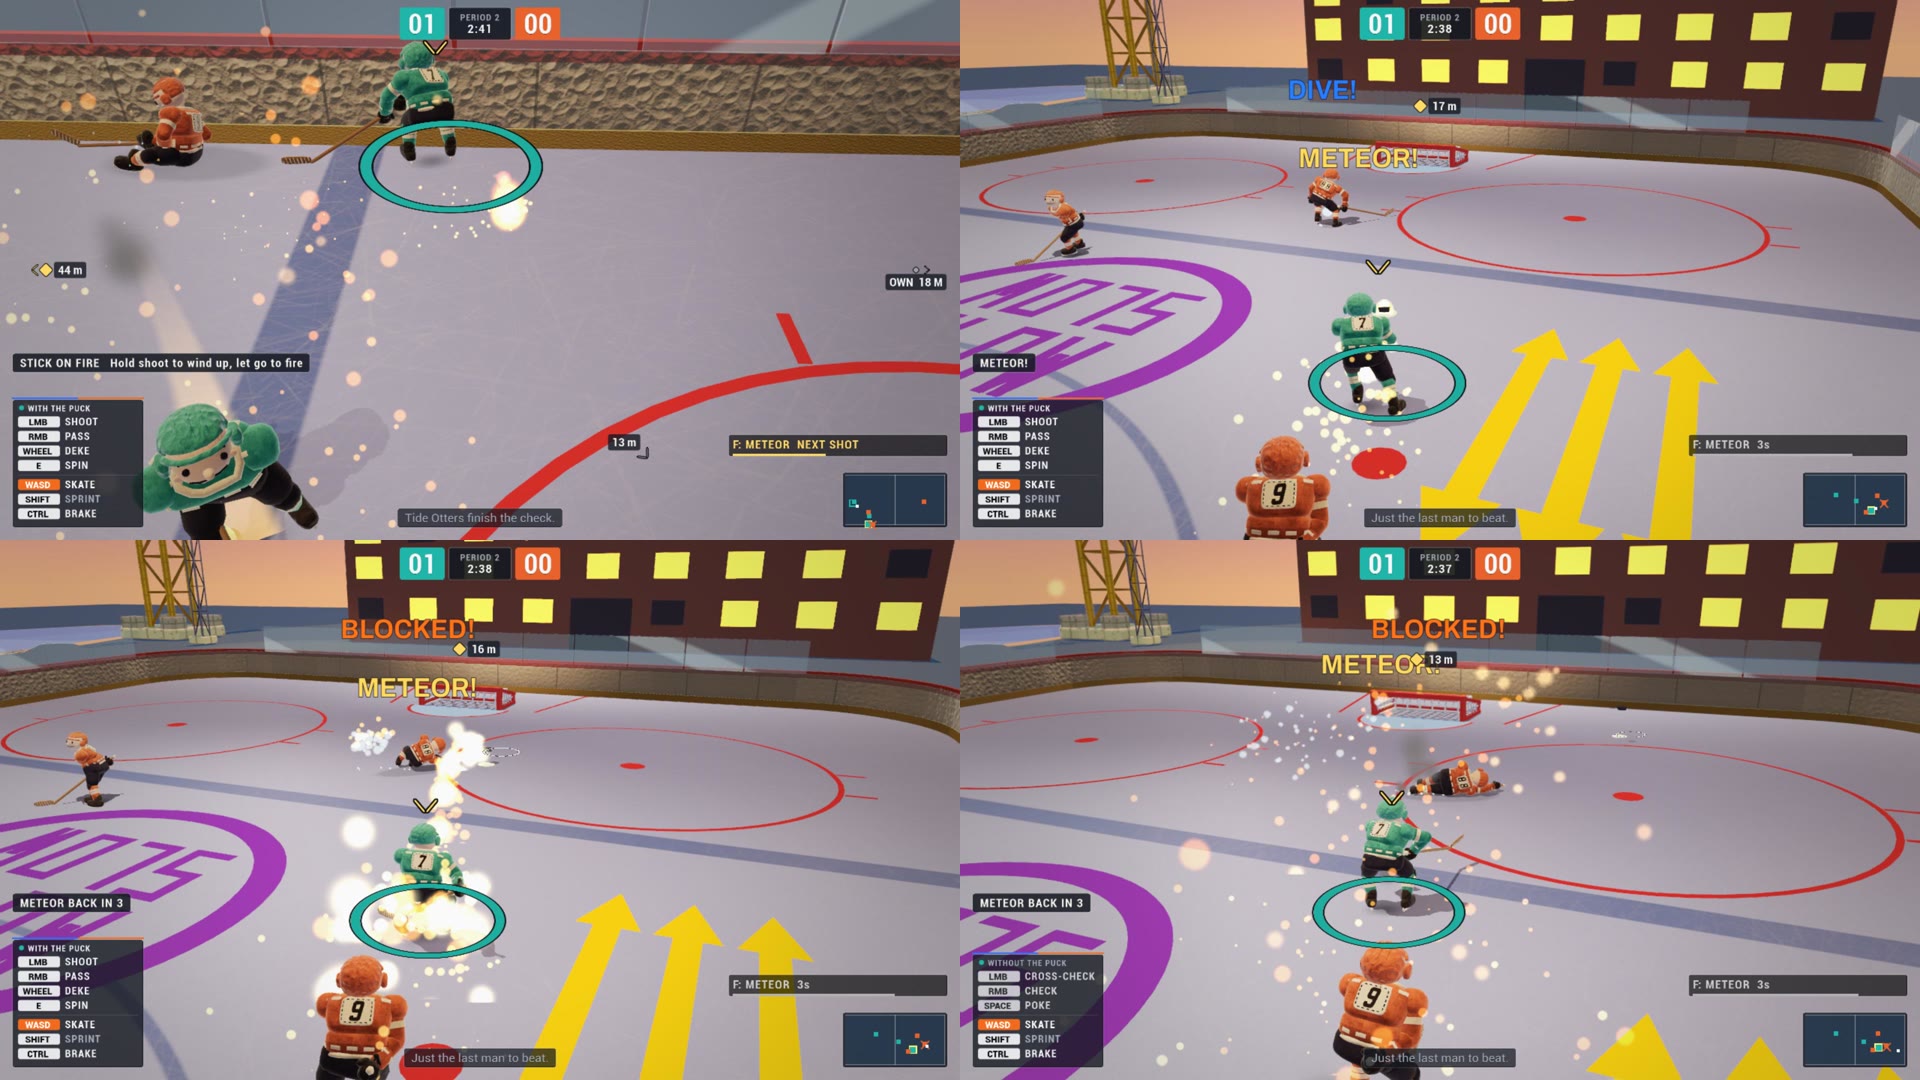 01 PERIOD 2 2:41 00
7
44 m
OWN 18 M
STICK ON FIRE Hold shoot to wind up, let go to fire
WITH THE PUCK
LMB SHOOT
RMB PASS
WHEEL DEKE
E SPIN
WASD SKATE
SHIFT SPRINT
CTRL BRAKE
13 m
F: METEOR NEXT SHOT
Tide Otters finish the check.
01 PERIOD 2 2:38 00
DIVE!
17 m
METEOR!
7
METEOR!
WITH THE PUCK
LMB SHOOT
RMB PASS
WHEEL DEKE
E SPIN
WASD SKATE
SHIFT SPRINT
CTRL BRAKE
9
F: METEOR 3s
Just the last man to beat.
01 PERIOD 2 2:38 00
BLOCKED!
16 m
METEOR!
7
METEOR BACK IN 3
WITH THE PUCK
LMB SHOOT
RMB PASS
WHEEL DEKE
E SPIN
WASD SKATE
SHIFT SPRINT
CTRL BRAKE
9
F: METEOR 3s
Just the last man to beat.
01 PERIOD 2 2:37 00
BLOCKED!
13 m
METEOR!
7
METEOR BACK IN 3
WITHOUT THE PUCK
LMB CROSS-CHECK
RMB CHECK
SPACE POKE
WASD SKATE
SHIFT SPRINT
CTRL BRAKE
9
F: METEOR 3s
Just the last man to beat.